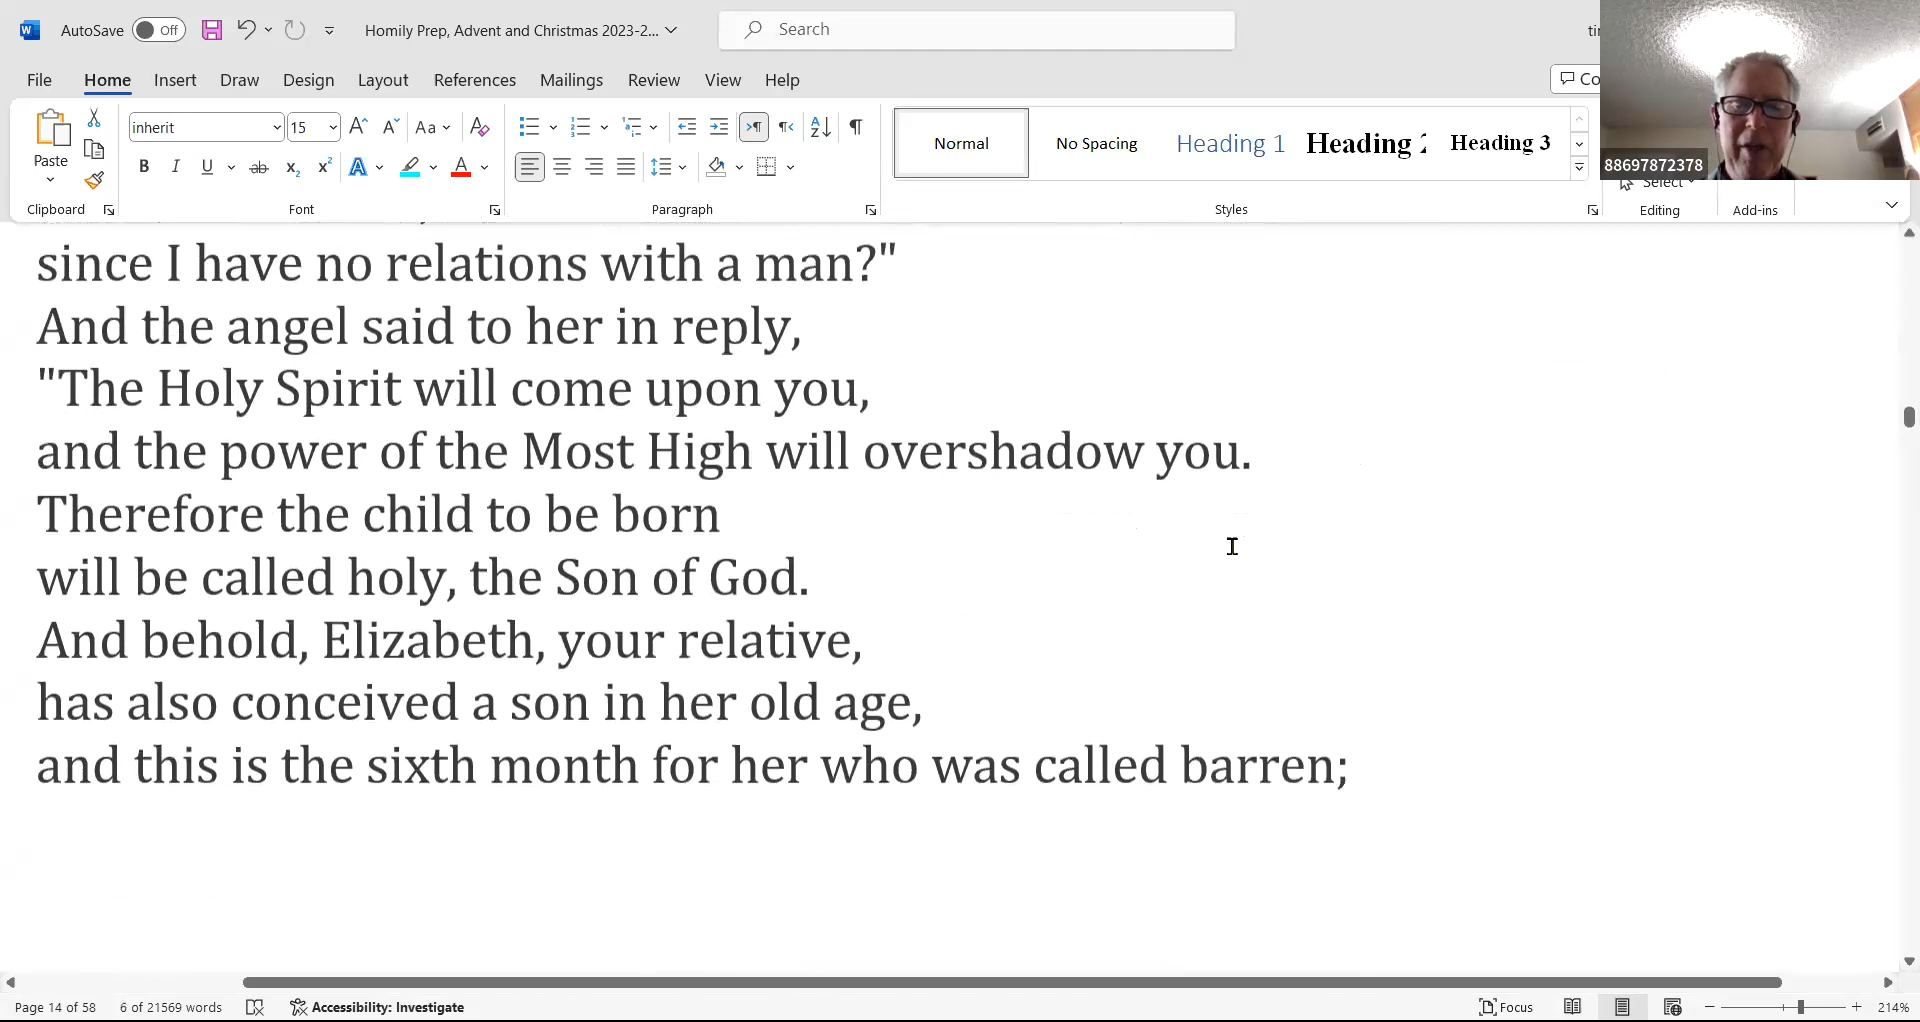 AutoSave Off Homily Prep, Advent and Christmas 2023-2... Search
File Home Insert Draw Design Layout References Mailings Review View Help
88697872378
Paste
inherit 15 Aa
Normal No Spacing Heading 1 Heading 2 Heading 3
Select
Clipboard Font Paragraph Styles Editing Add-ins
since I have no relations with a man?"
And the angel said to her in reply,
"The Holy Spirit will come upon you,
and the power of the Most High will overshadow you.
Therefore the child to be born
will be called holy, the Son of God.
And behold, Elizabeth, your relative,
has also conceived a son in her old age,
and this is the sixth month for her who was called barren;
Page 14 of 58 6 of 21569 words Accessibility: Investigate Focus 214%